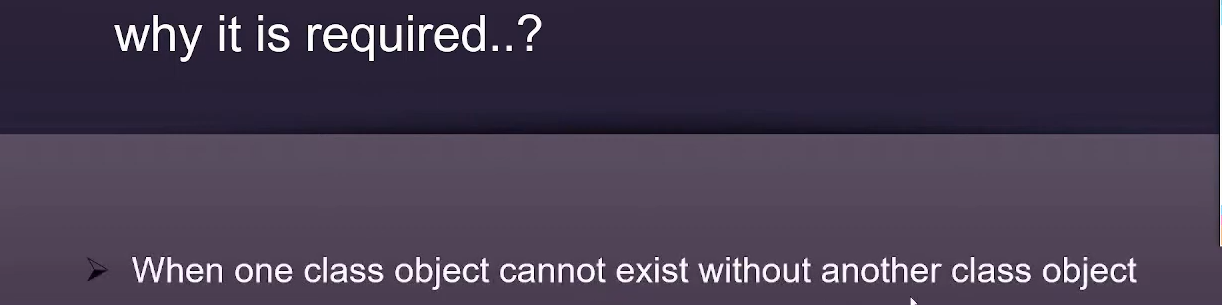 why it is required..?
When one class object cannot exist without another class object